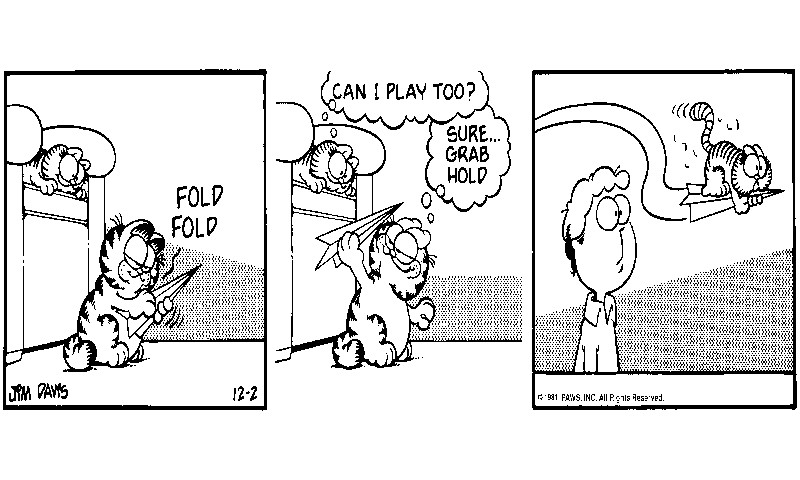 FOLD
FOLD
JIM DAVIS
12-2
CAN I PLAY TOO?
SURE...
GRAB
HOLD
© 1981 PAWS, INC. All Rights Reserved.